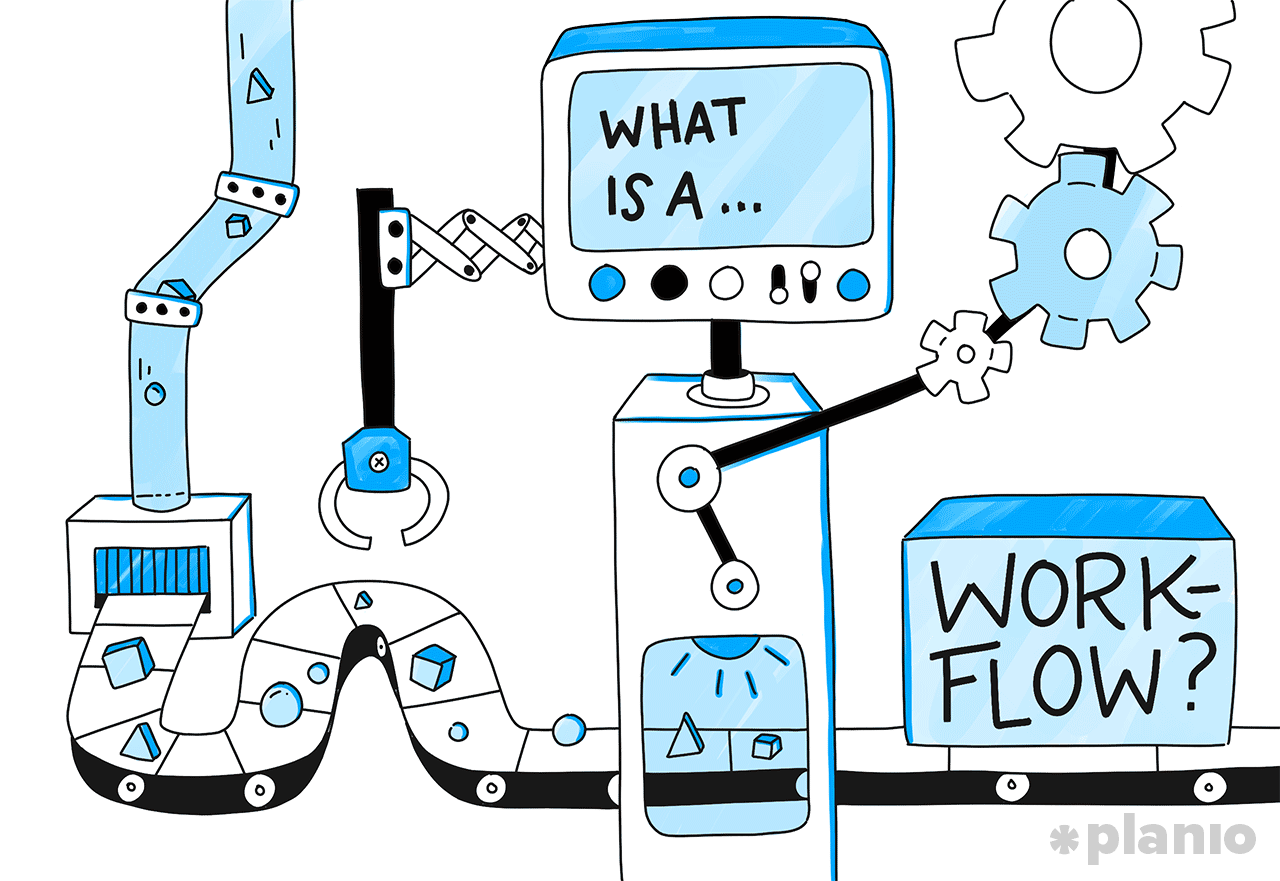 WHAT
IS A ...
WORK-
FLOW?
planio